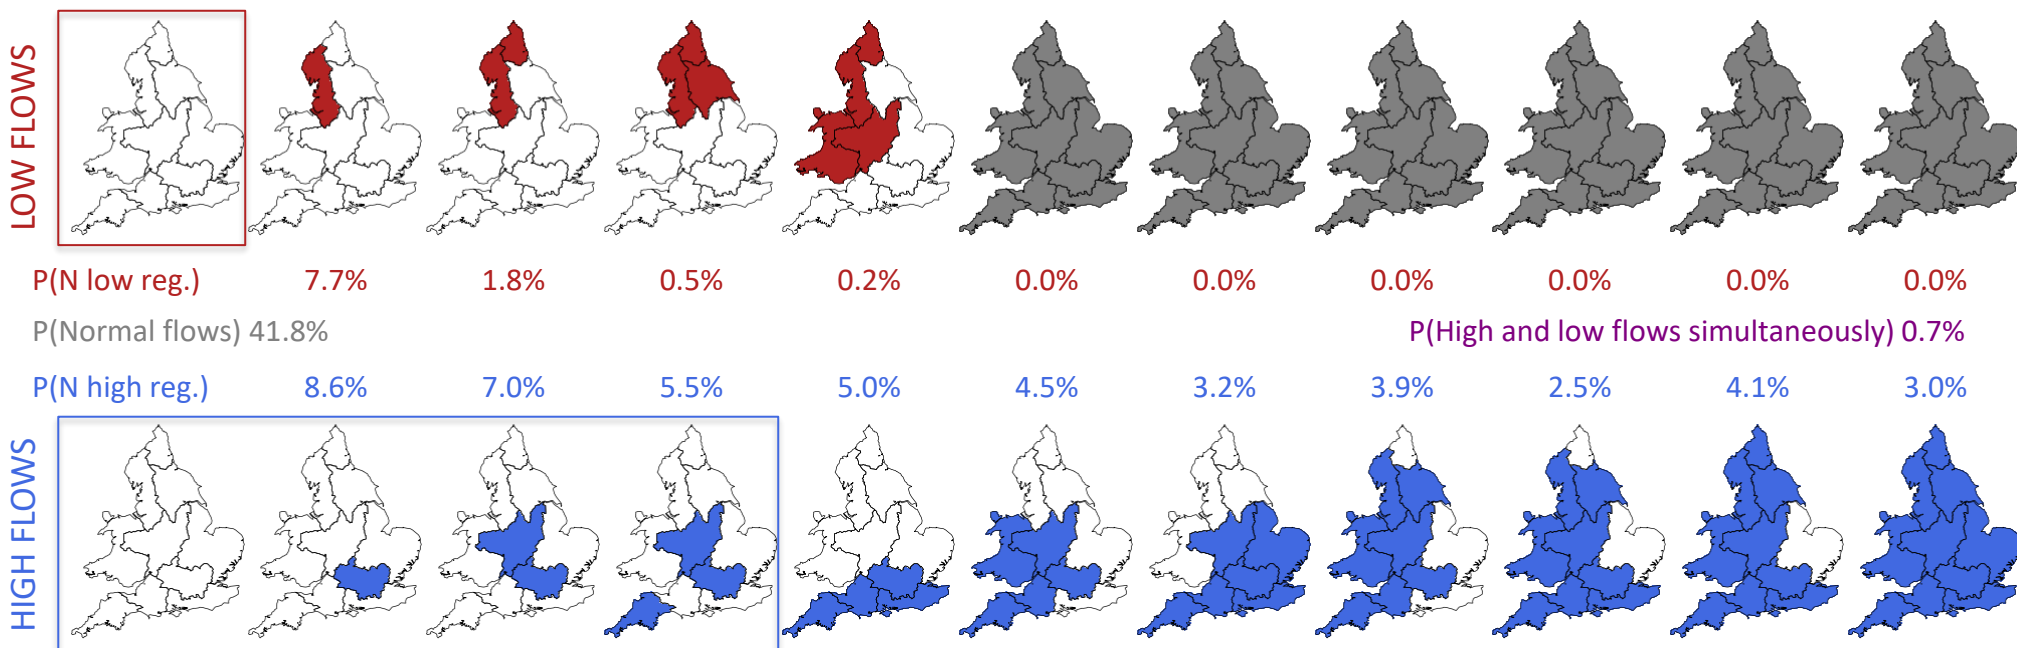 LOW FLOWS
P(N low reg.) 7.7% 1.8% 0.5% 0.2% 0.0% 0.0% 0.0% 0.0% 0.0% 0.0%
P(Normal flows) 41.8% P(High and low flows simultaneously) 0.7%
P(N high reg.) 8.6% 7.0% 5.5% 5.0% 4.5% 3.2% 3.9% 2.5% 4.1% 3.0%
HIGH FLOWS